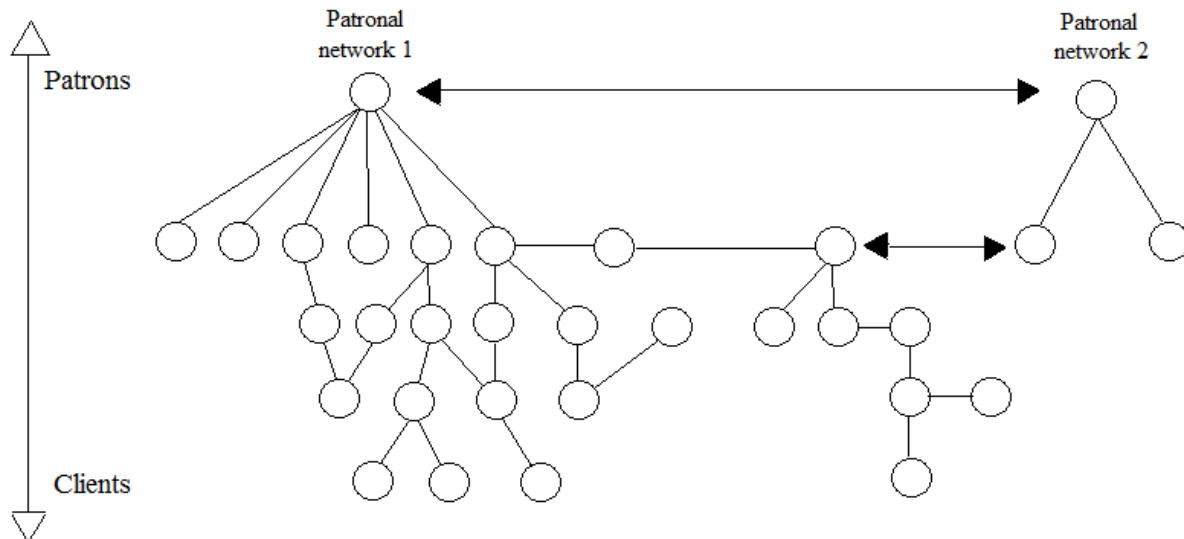 Patronal
network 1
Patronal
network 2
Patrons
Clients